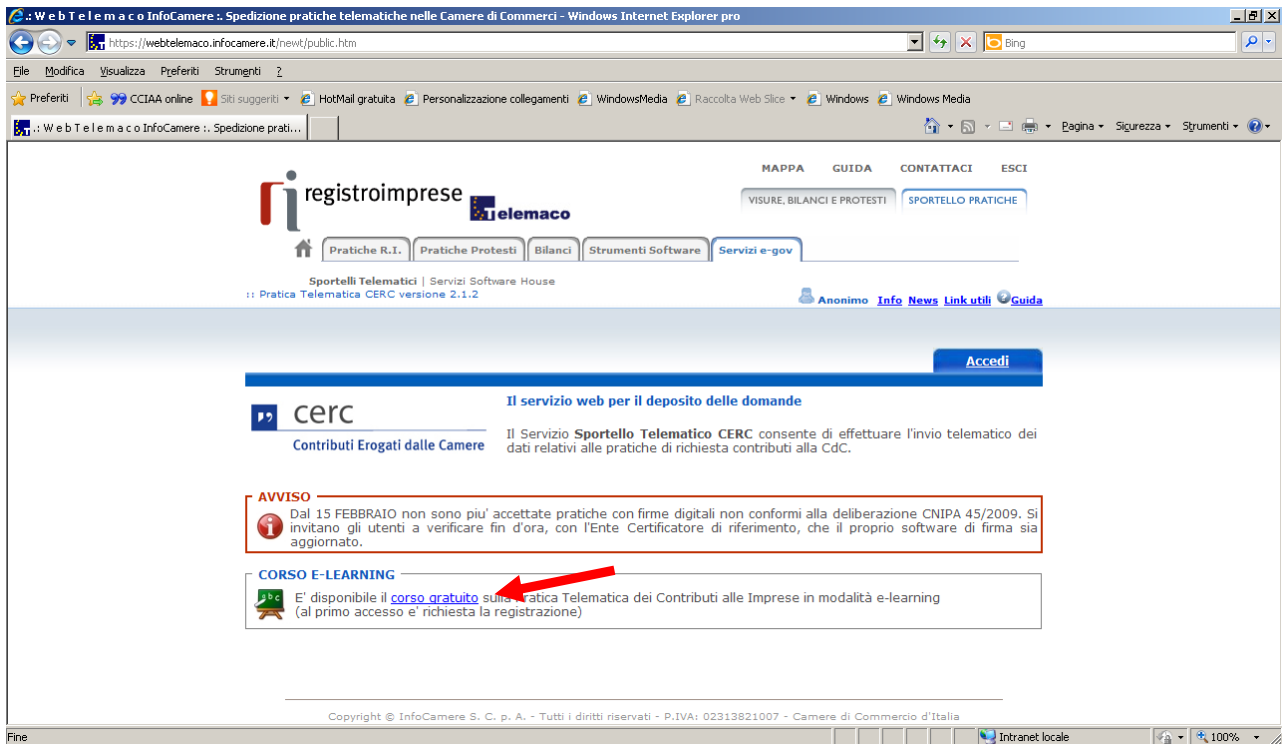 .: W e b T e l e m a c o InfoCamere :. Spedizione pratiche telematiche nelle Camere di Commerci - Windows Internet Explorer pro
https://webtelemaco.infocamere.it/newt/public.htm
Bing
File Modifica Visualizza Preferiti Strumenti ?
Preferiti CCIAA online Siti suggeriti HotMail gratuita Personalizzazione collegamenti WindowsMedia Raccolta Web Slice Windows Windows Media
.: W e b T e l e m a c o InfoCamere :. Spedizione prati...
Pagina Sicurezza Strumenti
MAPPA GUIDA CONTATTACI ESCI
registroimprese
Telemaco
VISURE, BILANCI E PROTESTI SPORTELLO PRATICHE
Pratiche R.I. Pratiche Protesti Bilanci Strumenti Software Servizi e-gov
Sportelli Telematici | Servizi Software House
:: Pratica Telematica CERC versione 2.1.2
Anonimo Info News Link utili Guida
Accedi
cerc
Contributi Erogati dalle Camere
Il servizio web per il deposito delle domande
Il Servizio Sportello Telematico CERC consente di effettuare l'invio telematico dei
dati relativi alle pratiche di richiesta contributi alla CdC.
AVVISO
Dal 15 FEBBRAIO non sono piu' accettate pratiche con firme digitali non conformi alla deliberazione CNIPA 45/2009. Si
invitano gli utenti a verificare fin d'ora, con l'Ente Certificatore di riferimento, che il proprio software di firma sia
aggiornato.
CORSO E-LEARNING
abc
E' disponibile il corso gratuito sulla Pratica Telematica dei Contributi alle Imprese in modalità e-learning
(al primo accesso e' richiesta la registrazione)
Copyright © InfoCamere S. C. p. A. - Tutti i diritti riservati - P.IVA: 02313821007 - Camere di Commercio d'Italia
Fine
Intranet locale
100%